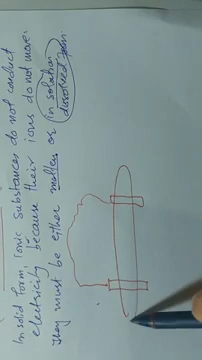 In solid form, ionic substances do not conduct
electricity because their ions do not move.
They must be either molten or in solution
dissolved